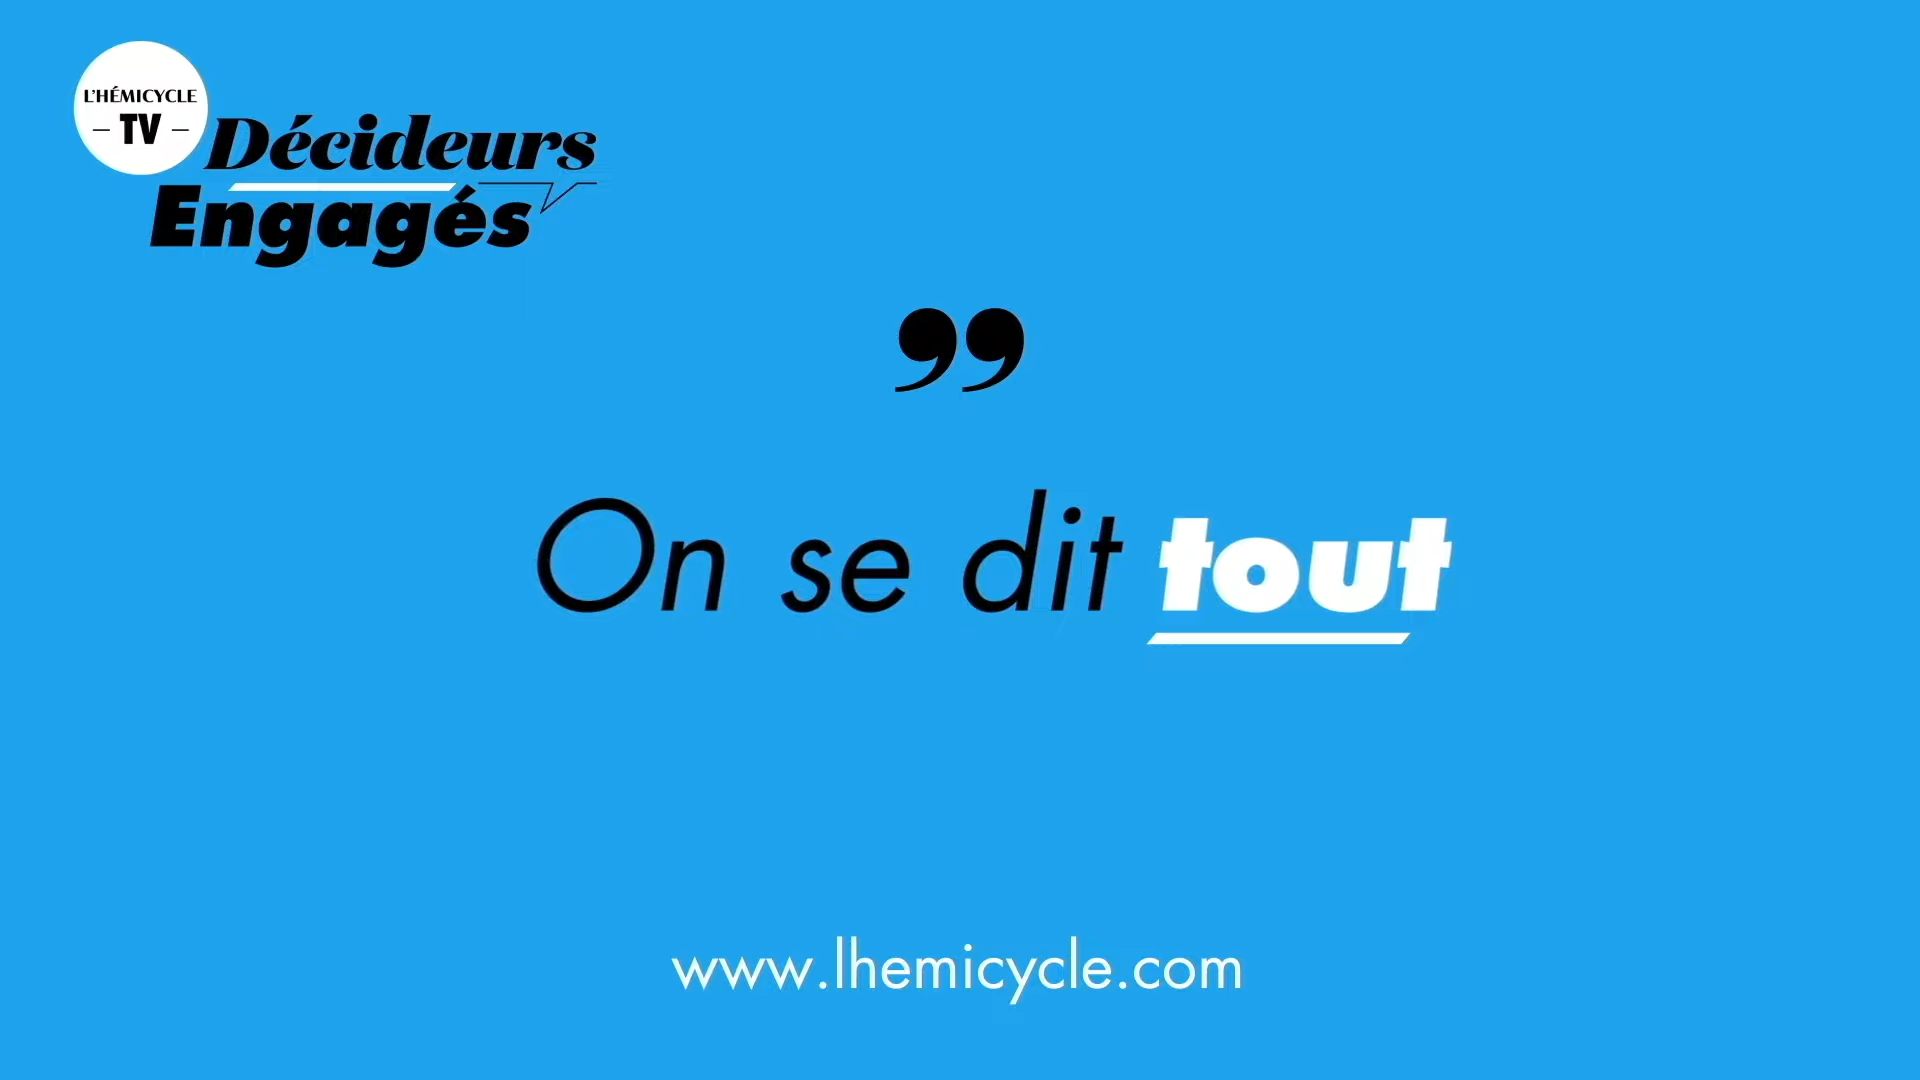 L'HÉMICYCLE
– TV –
Décideurs
Engagés
”
On se dit tout
www.lhemicycle.com